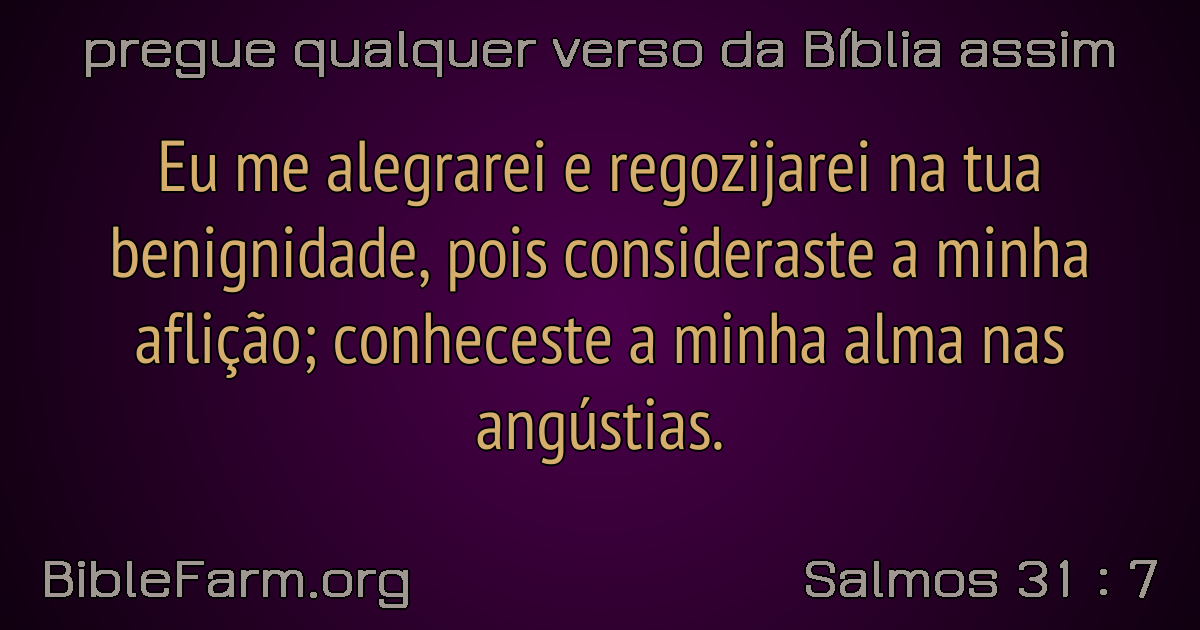 pregue qualquer verso da Bíblia assim
Eu me alegrarei e regozijarei na tua
benignidade, pois consideraste a minha
aflição; conheceste a minha alma nas
angústias.
BibleFarm.org
Salmos 31 : 7